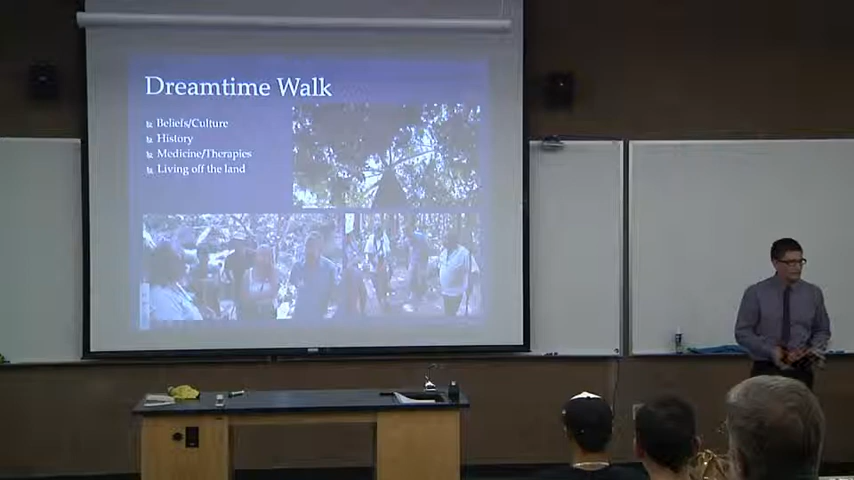 Dreamtime Walk
Beliefs/Culture
History
Medicine/Therapies
Living off the land